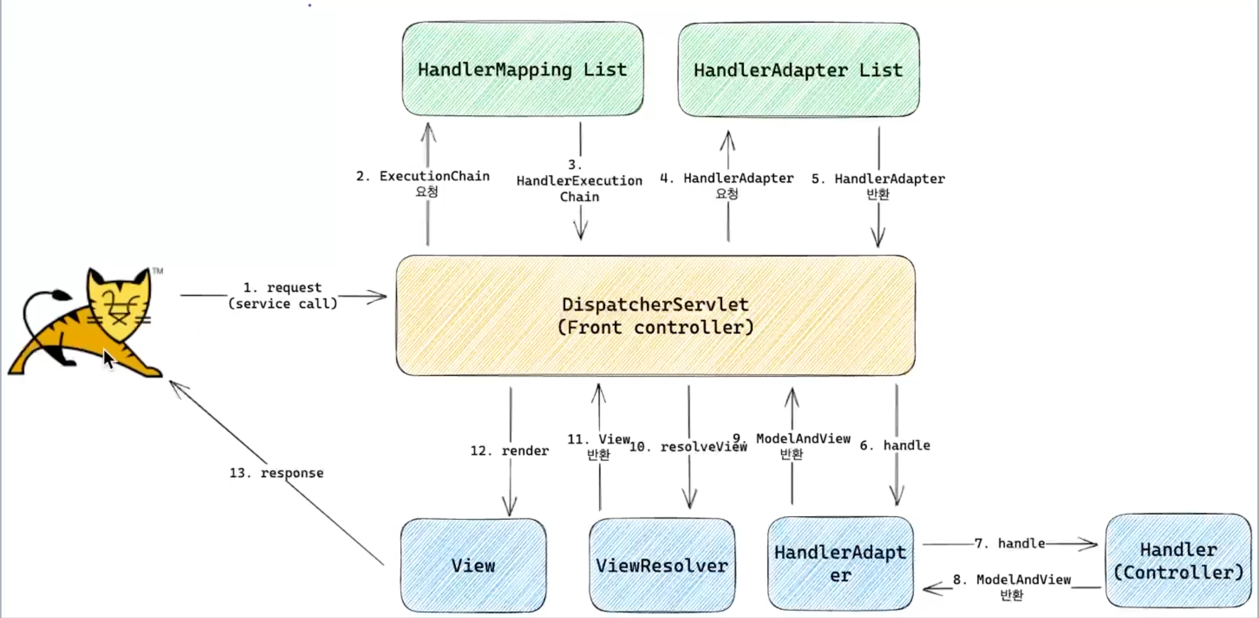 HandlerMapping List
HandlerAdapter List
2. ExecutionChain
요청
3.
HandlerExecution
Chain
4. HandlerAdapter
요청
5. HandlerAdapter
반환
TM
1. request
(service call)
DispatcherServlet
(Front controller)
12. render
11. View
반환
10. resolveView
9. ModelAndView
반환
6. handle
13. response
View
ViewResolver
HandlerAdapt
er
7. handle
8. ModelAndView
반환
Handler
(Controller)